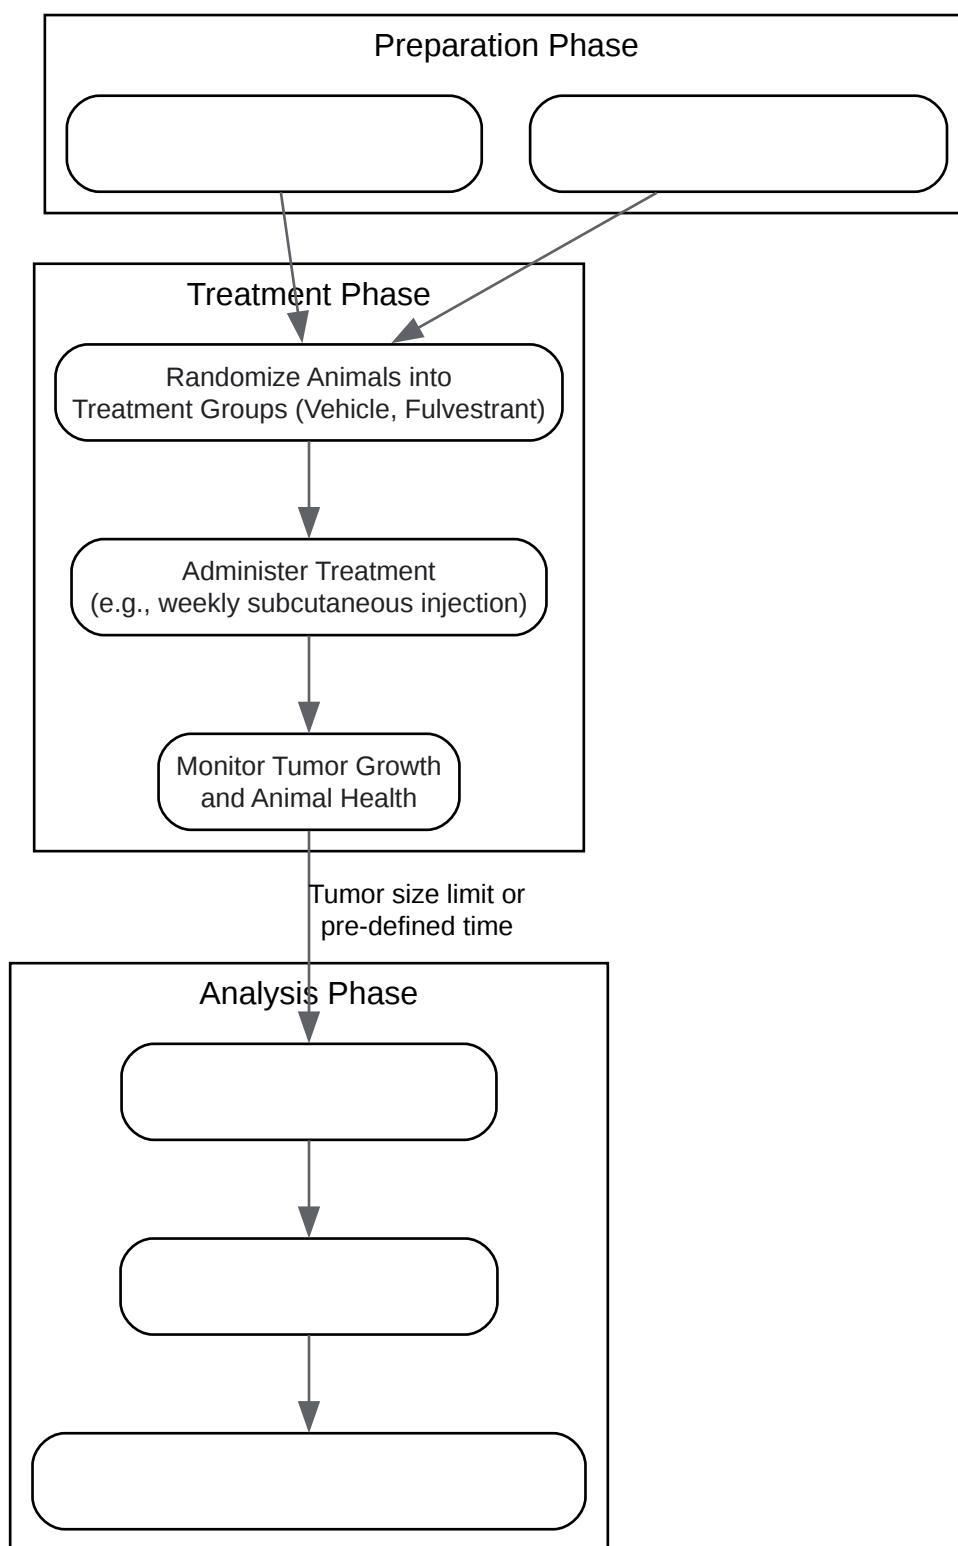 Preparation Phase
Treatment Phase
Randomize Animals into
Treatment Groups (Vehicle, Fulvestrant)
Administer Treatment
(e.g., weekly subcutaneous injection)
Monitor Tumor Growth
and Animal Health
Tumor size limit or
pre-defined time
Analysis Phase